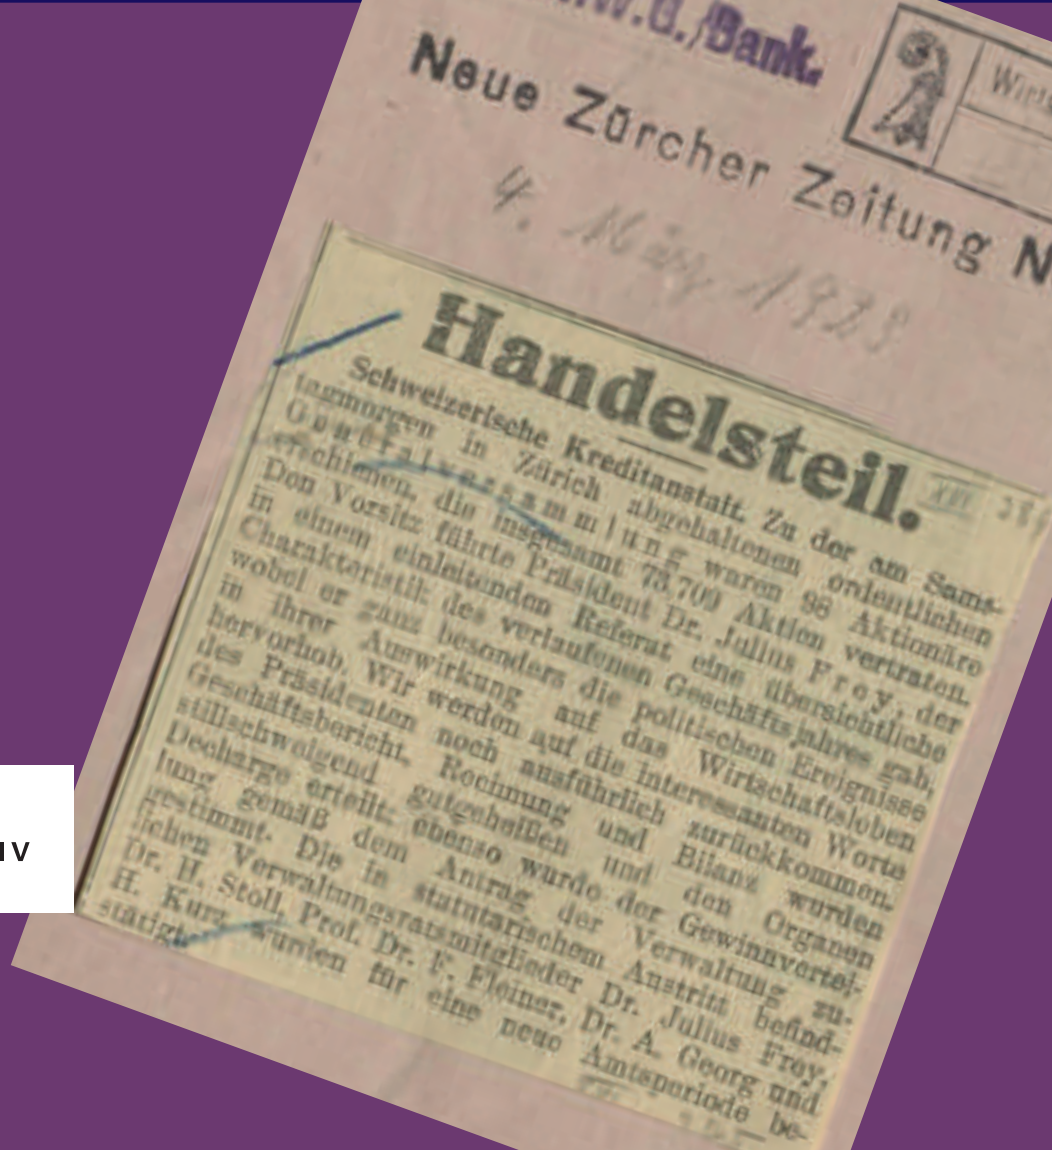 .W.G./Bank.
Wirts
Neue Zürcher Zeitung N
4. März 1923
Handelsteil.
Schweizerische Kreditanstalt. Zu der am Sams-
tagmorgen in Zürich abgehaltenen ordentlichen
Generalversammlung waren 98 Aktionäre
erschienen, die insgesamt Aktien vertraten.
Den Vorsitz führte Präsident Dr. Julius Frey, der
in einem einleitenden Referat eine übersichtliche
Charakteristik des verlaufenen Geschäftsjahres gab,
wobei er ganz besonders die politischen Ereignisse
in ihrer Auswirkung auf das Wirtschaftsleben
hervorhob. Wir werden auf die interessanten Worte
des Präsidenten noch ausführlich zurückkommen.
Geschäftsbericht, Rechnung und Bilanz wurden
stillschweigend gutgeheißen und den Organen
Decharge erteilt; ebenso wurde der Gewinnvertei-
lung gemäß dem Antrag der Verwaltung zu-
gestimmt. Die in statutarischem Austritt befind-
lichen Verwaltungsratsmitglieder Dr. Julius Frey,
Dr. H. Stoll, Prof. Dr. F. Fleiner, Dr. A. Georg und
H. Kurz wurden für eine neue Amtsperiode be-
stätigt.
IV